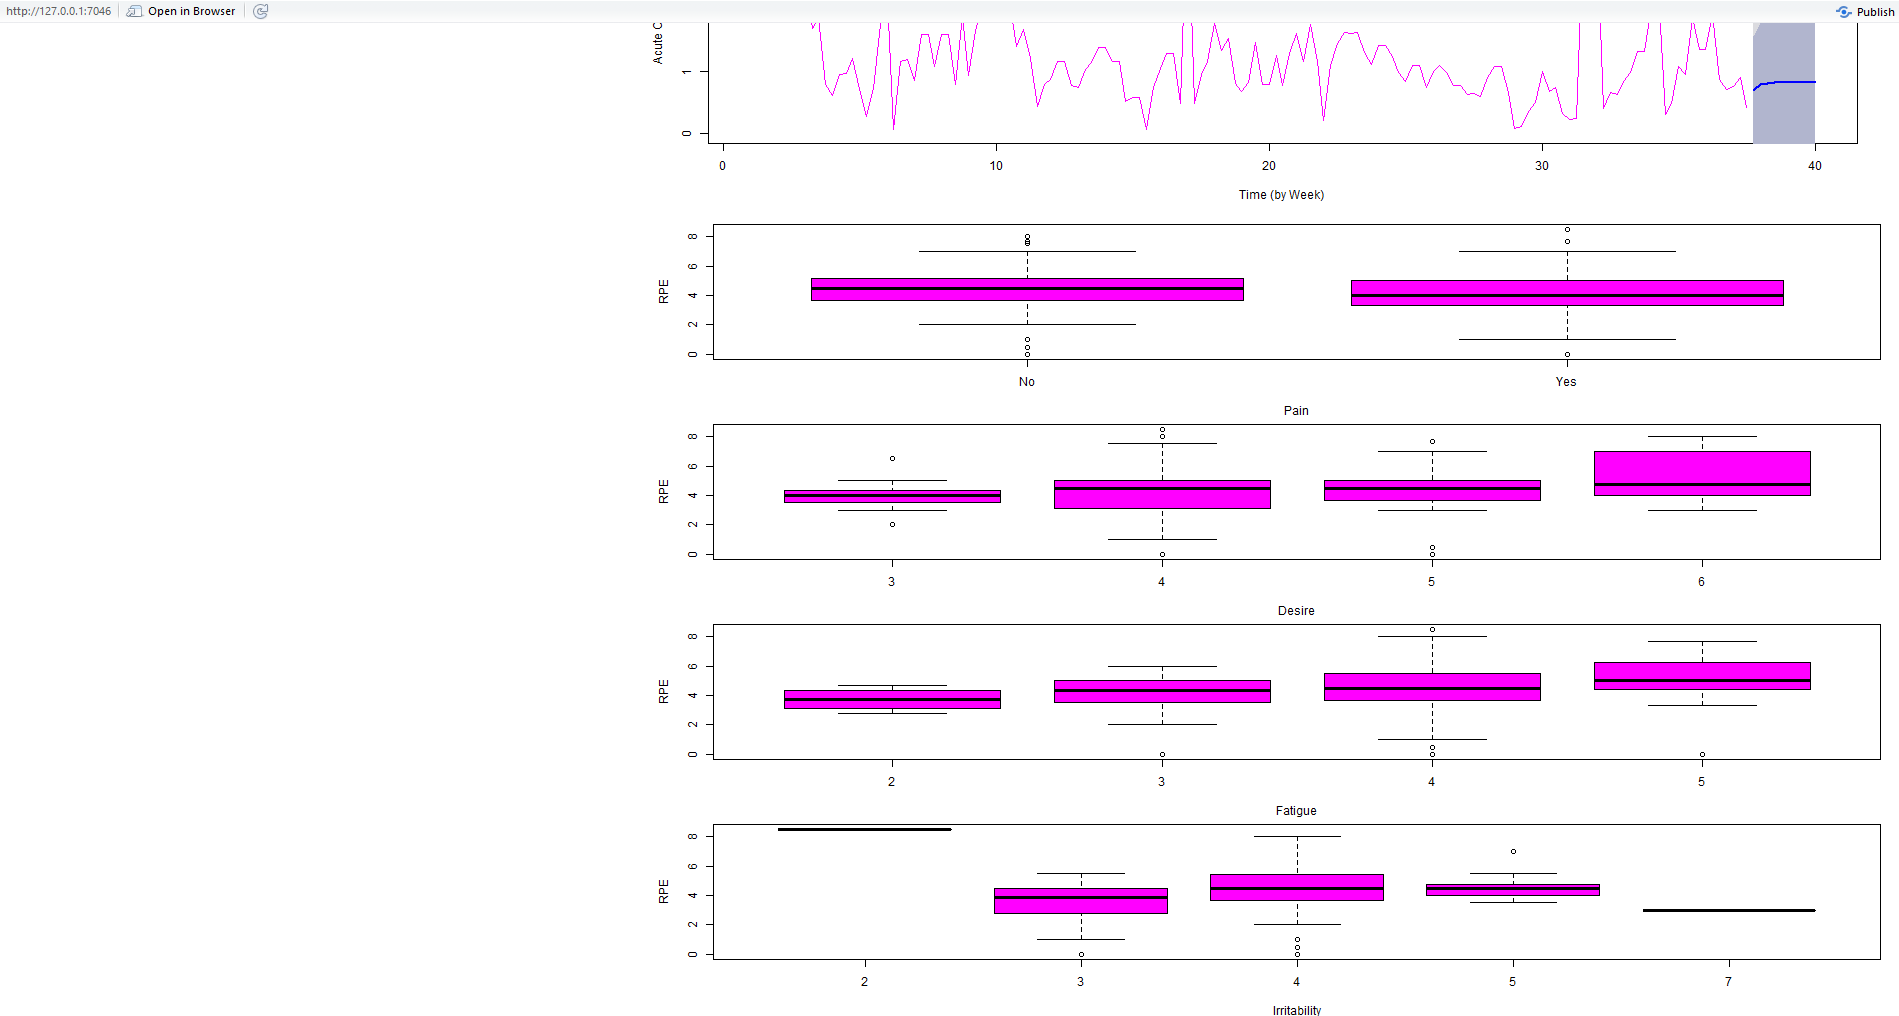 http://127.0.0.1:7046 Open in Browser Publish
Acute C
1
0
0 10 20 30 40
Time (by Week)
RPE
8
6
4
2
0
No Yes
Pain
RPE
8
6
4
2
0
3 4 5 6
Desire
RPE
8
6
4
2
0
2 3 4 5
Fatigue
RPE
8
6
4
2
0
2 3 4 5 7
Irritability